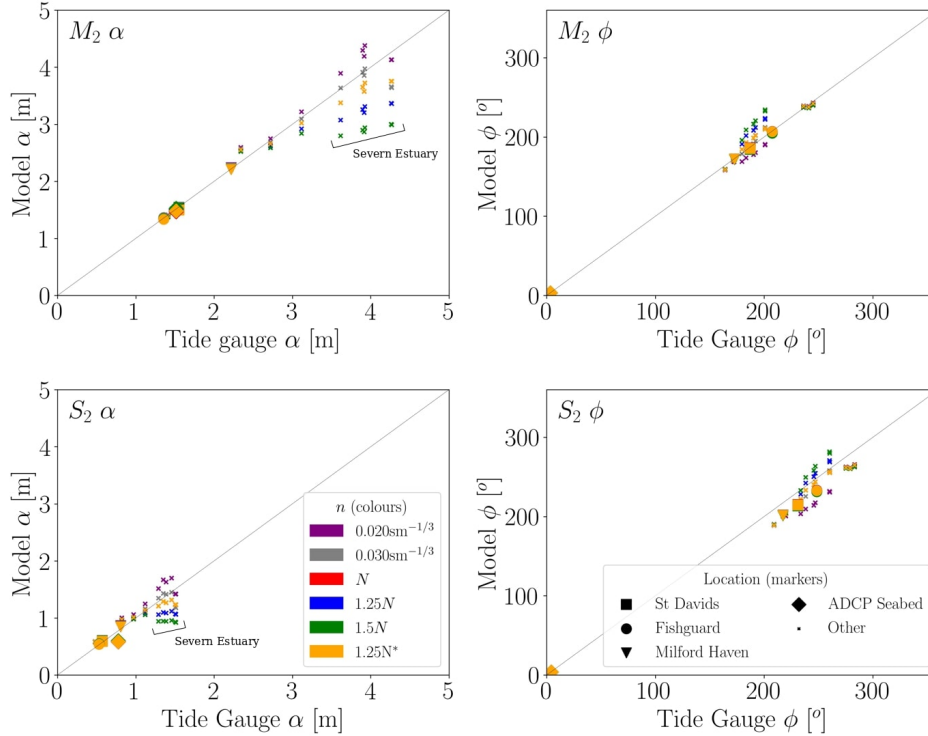 M₂ α
5
4
3
2
1
0
Model α [m]
Severn Estuary
0 1 2 3 4 5
Tide gauge α [m]
M₂ ϕ
300
200
100
0
Model ϕ [°]
0 100 200 300
Tide Gauge ϕ [°]
S₂ α
5
4
3
2
1
0
Model α [m]
Severn Estuary
n (colours)
0.020sm⁻¹/³
0.030sm⁻¹/³
N
1.25N
1.5N
1.25N*
0 1 2 3 4 5
Tide Gauge α [m]
S₂ ϕ
300
200
100
0
Model ϕ [°]
Location (markers)
St Davids
Fishguard
Milford Haven
ADCP Seabed
Other
0 100 200 300
Tide Gauge ϕ [°]